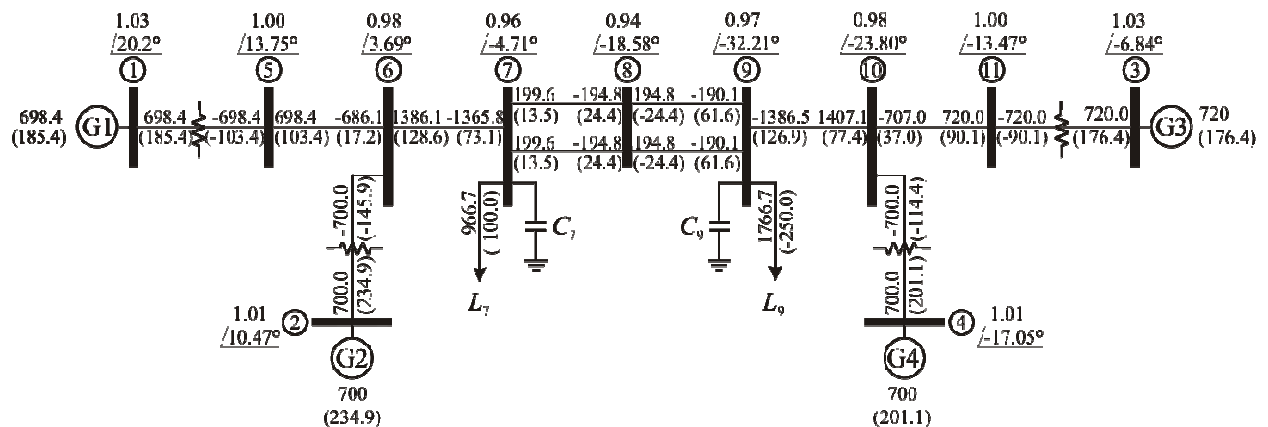 1.03 1.00 0.98 0.96 0.94 0.97 0.98 1.00 1.03
/20.2° /13.75° /3.69° /-4.71° /-18.58° /-32.21° /-23.80° /-13.47° /-6.84°
1 5 6 7 8 9 10 11 3
199.6 -194.8 194.8 -190.1
698.4 G1 698.4 -698.4 698.4 -686.1 1386.1 -1365.8 (13.5) (24.4) (-24.4) (61.6) -1386.5 1407.1 -707.0 720.0 -720.0 720.0 G3 720
(185.4) (185.4) (-103.4) (103.4) (17.2) (128.6) (73.1) 199.6 -194.8 194.8 -190.1 (126.9) (77.4) (37.0) (90.1) (-90.1) (176.4) (176.4)
(13.5) (24.4) (-24.4) (61.6)
-700.0
(-145.9)
700.0
(234.9)
966.7
(100.0)
C7
C9
1766.7
(-250.0)
-700.0
(-114.4)
700.0
(201.1)
L7 L9
1.01 2 4 1.01
/10.47° /-17.05°
G2 G4
700 700
(234.9) (201.1)